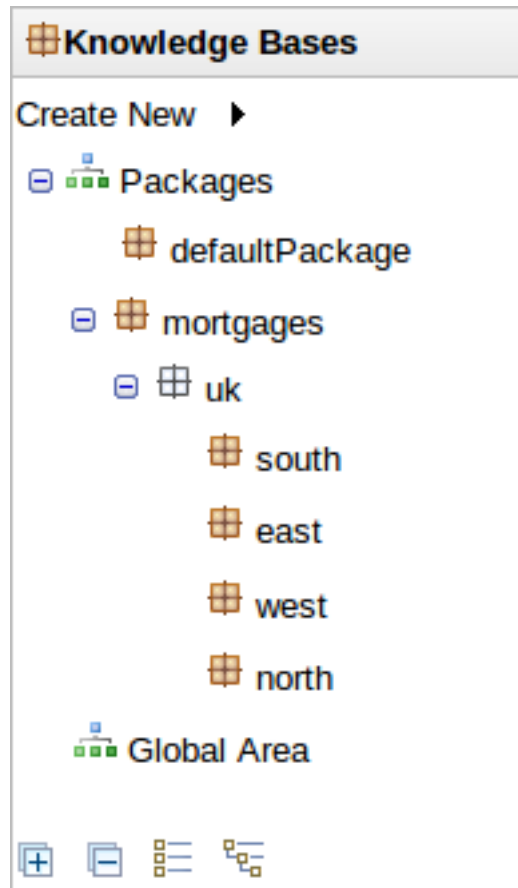 Knowledge Bases
Create New
Packages
defaultPackage
mortgages
uk
south
east
west
north
Global Area